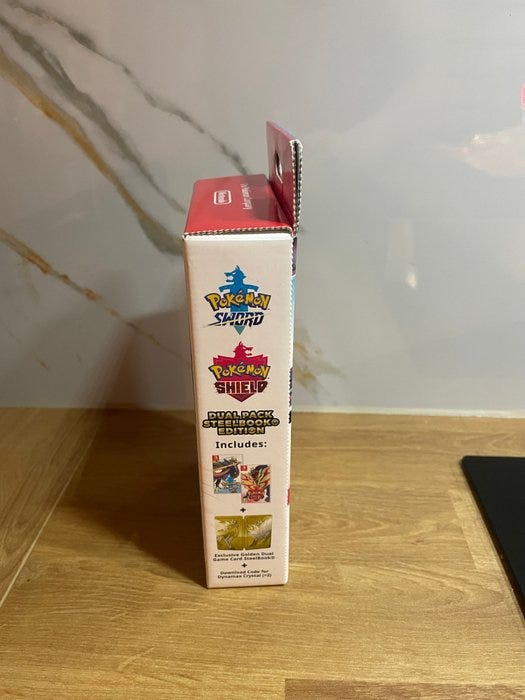 Nintendo
POKÉMON
SWORD
POKÉMON
SHIELD
DUAL PACK
STEELBOOK®
EDITION
Includes:
+
Exclusive Golden Dual
Game Card SteelBook®
+
Download Code for
Dynamax Crystal (×2)